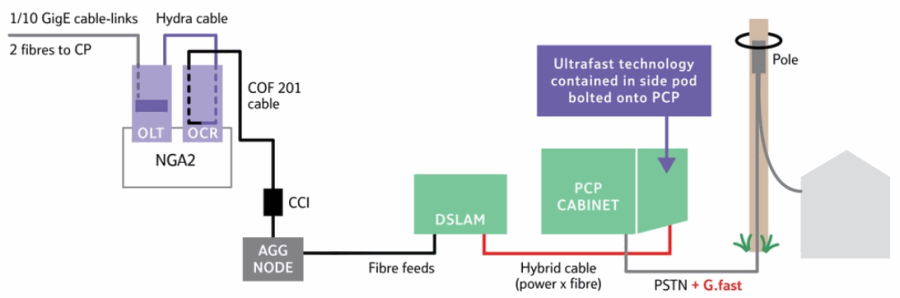 1/10 GigE cable-links
Hydra cable
2 fibres to CP
Ultrafast technology
contained in side pod
bolted onto PCP
Pole
COF 201
cable
OLT
OCR
NGA2
CCI
DSLAM
PCP
CABINET
AGG
NODE
Fibre feeds
Hybrid cable
(power x fibre)
PSTN + G.fast